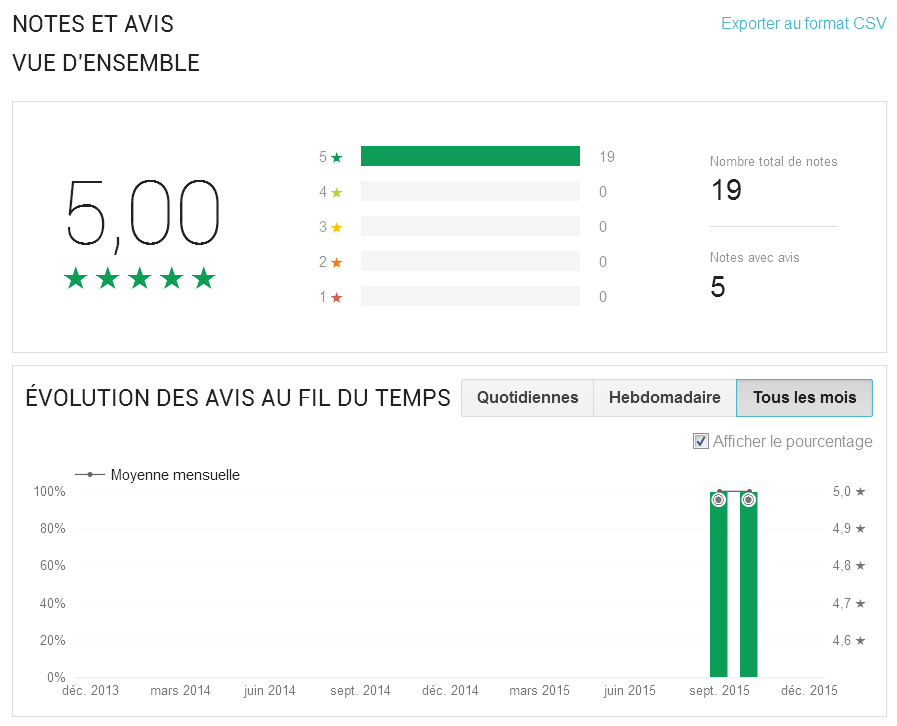 NOTES ET AVIS
Exporter au format CSV
VUE D'ENSEMBLE
5,00
5 ★ 19
4 ★ 0
3 ★ 0
2 ★ 0
1 ★ 0
Nombre total de notes
19
Notes avec avis
5
ÉVOLUTION DES AVIS AU FIL DU TEMPS
Quotidiennes Hebdomadaire Tous les mois
Afficher le pourcentage
Moyenne mensuelle
100% 5,0 ★
80% 4,9 ★
60% 4,8 ★
40% 4,7 ★
20% 4,6 ★
0%
déc. 2013 mars 2014 juin 2014 sept. 2014 déc. 2014 mars 2015 juin 2015 sept. 2015 déc. 2015